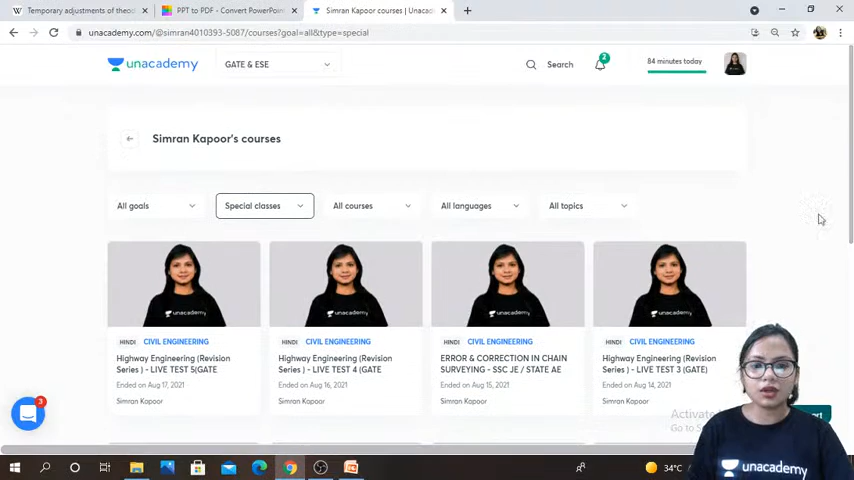 Temporary adjustments of theod
PPT to PDF - Convert PowerPoint
Simran Kapoor courses | Unacad
unacademy.com/@simran4010393-5087/courses?goal=all&type=special
unacademy
GATE & ESE
Search
2
84 minutes today
Simran Kapoor's courses
All goals
Special classes
All courses
All languages
All topics
unacademy
unacademy
unacademy
unacademy
HINDI CIVIL ENGINEERING
Highway Engineering (Revision
Series ) - LIVE TEST 5(GATE
Ended on Aug 17, 2021
Simran Kapoor
HINDI CIVIL ENGINEERING
Highway Engineering (Revision
Series ) - LIVE TEST 4 (GATE
Ended on Aug 16, 2021
Simran Kapoor
HINDI CIVIL ENGINEERING
ERROR & CORRECTION IN CHAIN
SURVEYING - SSC JE / STATE AE
Ended on Aug 15, 2021
Simran Kapoor
HINDI CIVIL ENGINEERING
Highway Engineering (Revision
Series ) - LIVE TEST 3 (GATE)
Ended on Aug 14, 2021
Simran Kapoor
3
Activate
Go to Se
34°C
unacademy